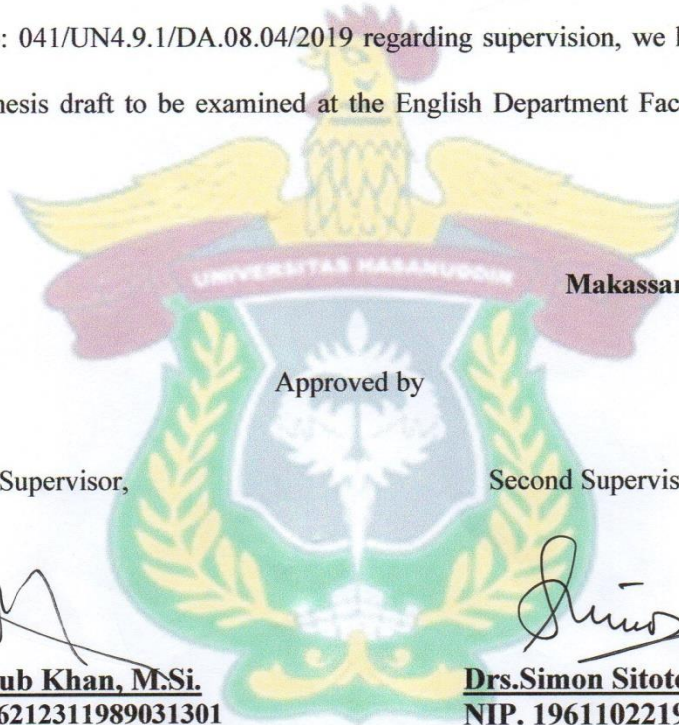 : 041/UN4.9.1/DA.08.04/2019 regarding supervision, we
hesis draft to be examined at the English Department Fac
UNIVERSITAS HASANUDDIN
Makassar
Approved by
Supervisor,
Second Supervis
ub Khan, M.Si.
Drs.Simon Sitot
6212311989031301
NIP. 1961102219